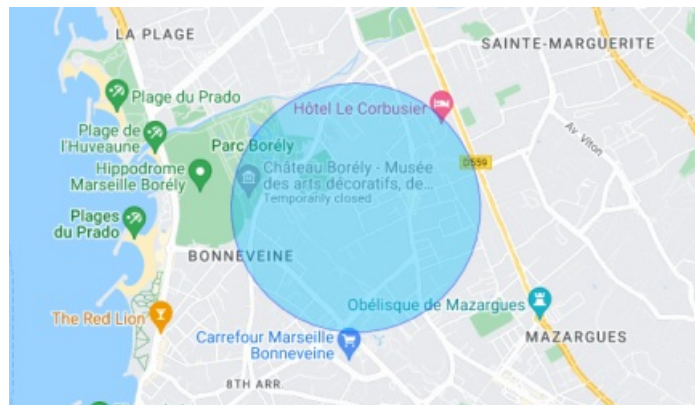 LA PLAGE
SAINTE-MARGUERITE
Plage du Prado
Hôtel Le Corbusier
Av. Viton
Plage de
l'Huveaune
Parc Borély
Hippodrome
Marseille Borély
Château Borély - Musée
des arts décoratifs, de...
Temporarily closed
D559
Plages
du Prado
BONNEVEINE
The Red Lion
Obélisque de Mazargues
Carrefour Marseille
Bonneveine
MAZARGUES
8TH ARR.